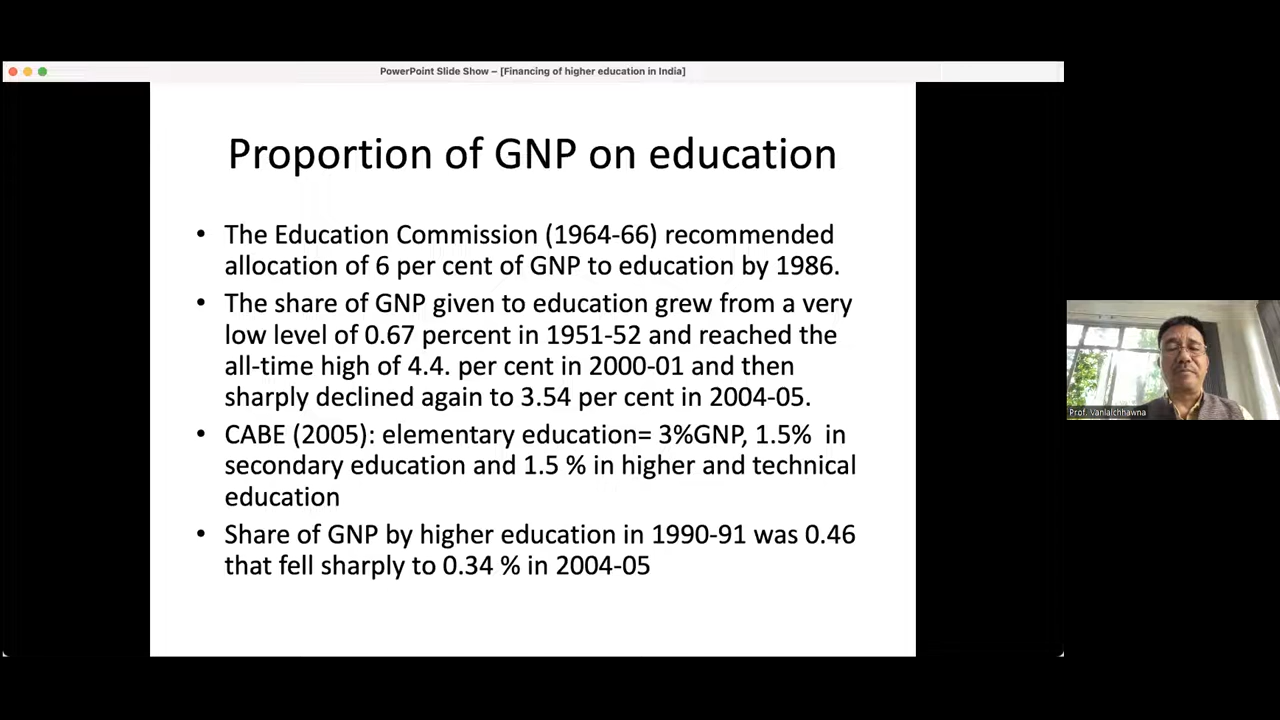 PowerPoint Slide Show – [Financing of higher education in India]
Proportion of GNP on education
• The Education Commission (1964-66) recommended
allocation of 6 per cent of GNP to education by 1986.
• The share of GNP given to education grew from a very
low level of 0.67 percent in 1951-52 and reached the
all-time high of 4.4. per cent in 2000-01 and then
sharply declined again to 3.54 per cent in 2004-05.
• CABE (2005): elementary education= 3%GNP, 1.5%  in
secondary education and 1.5 % in higher and technical
education
• Share of GNP by higher education in 1990-91 was 0.46
that fell sharply to 0.34 % in 2004-05
Prof. Vanlalchhawna